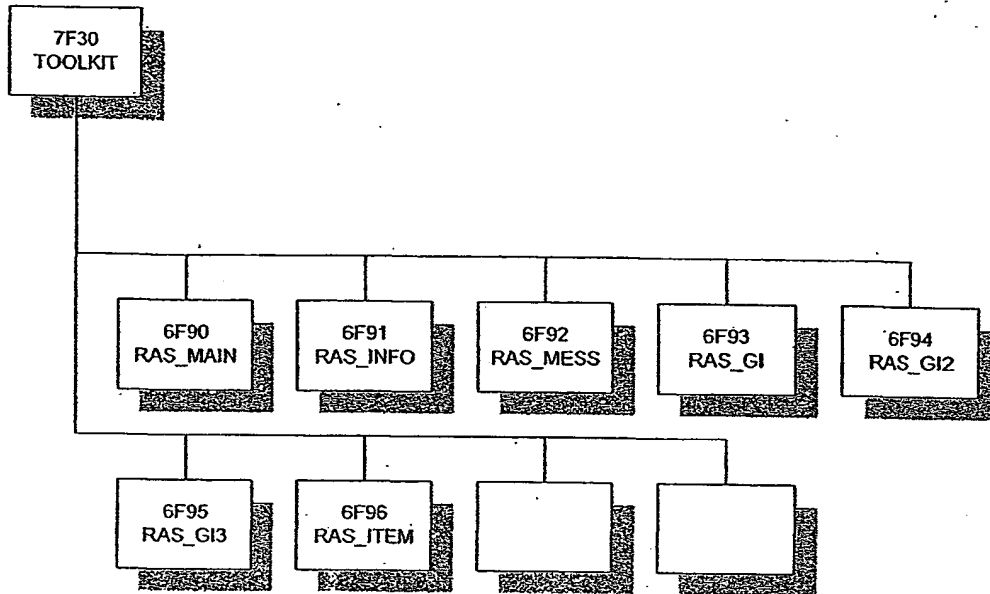 7F30
TOOLKIT
6F90
RAS_MAIN
6F91
RAS_INFO
6F92
RAS_MESS
6F93
RAS_GI
6F94
RAS_GI2
6F95
RAS_GI3
6F96
RAS_ITEM